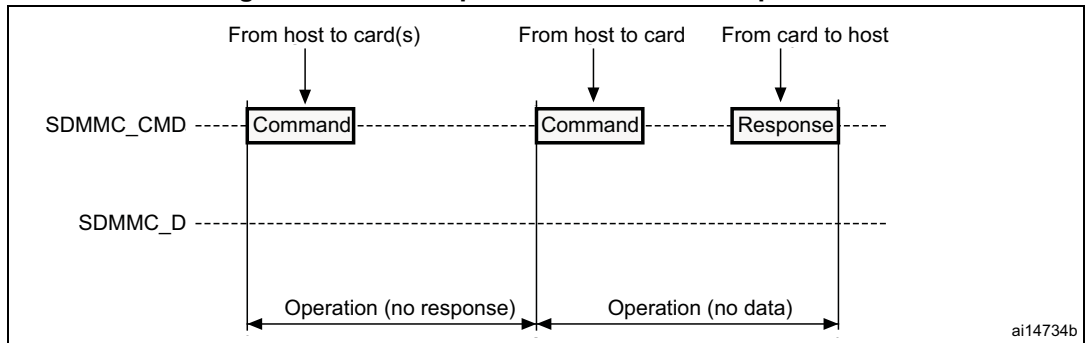 From host to card(s) From host to card From card to host
SDMMC_CMD Command Command Response
SDMMC_D
Operation (no response) Operation (no data)
ai14734b